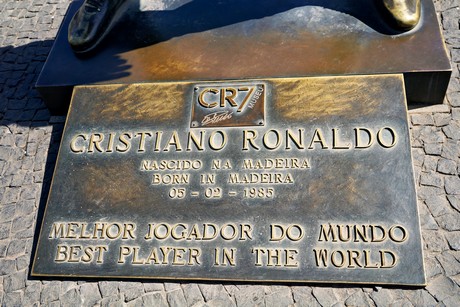 CR7
MUSEU
CRISTIANO RONALDO
NASCIDO NA MADEIRA
BORN IN MADEIRA
05 - 02 - 1985
MELHOR JOGADOR DO MUNDO
BEST PLAYER IN THE WORLD